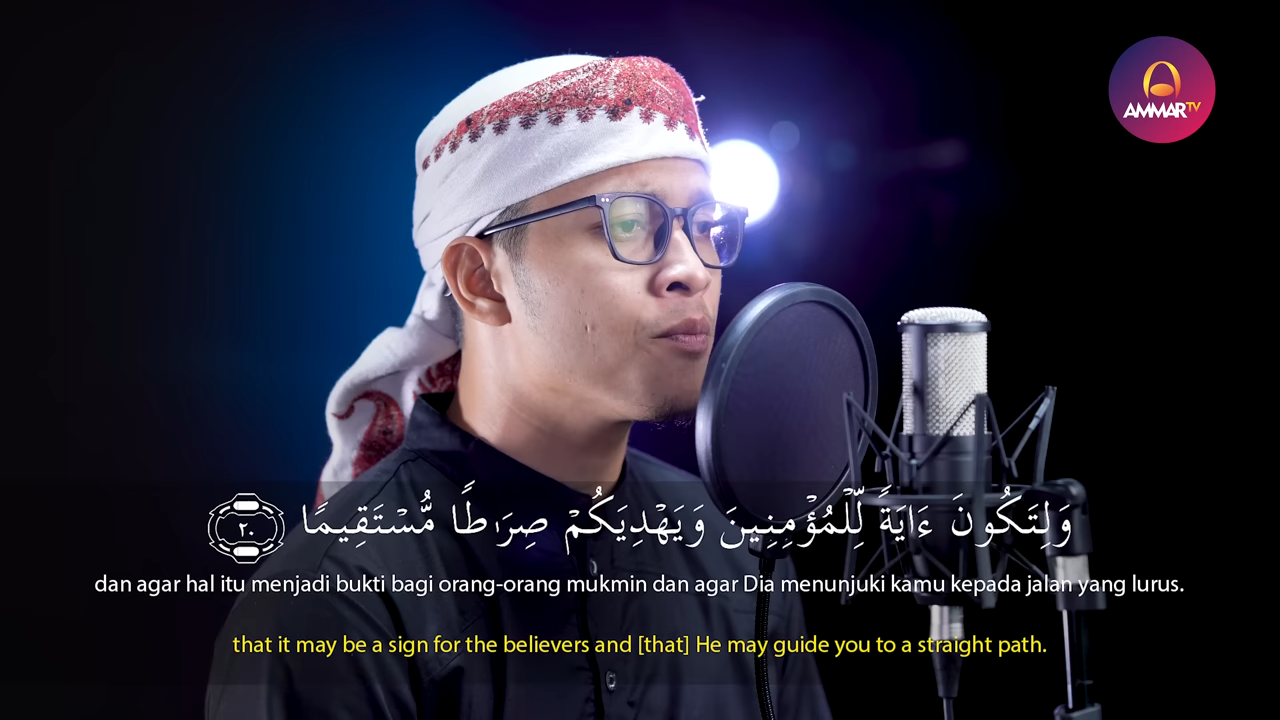 AMMARTV
وَلِتَكُونَ ءَايَةً لِّلْمُؤْمِنِينَ وَيَهْدِيَكُمْ صِرَٰطًا مُّسْتَقِيمًا ٢٠
dan agar hal itu menjadi bukti bagi orang-orang mukmin dan agar Dia menunjuki kamu kepada jalan yang lurus.
that it may be a sign for the believers and [that] He may guide you to a straight path.